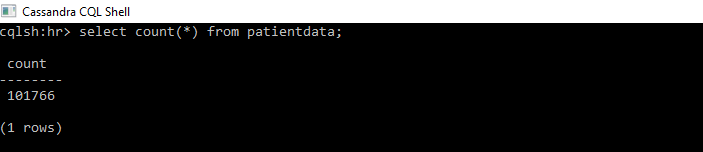 Cassandra CQL Shell
cqlsh:hr> select count(*) from patientdata;
count
--------
101766
(1 rows)